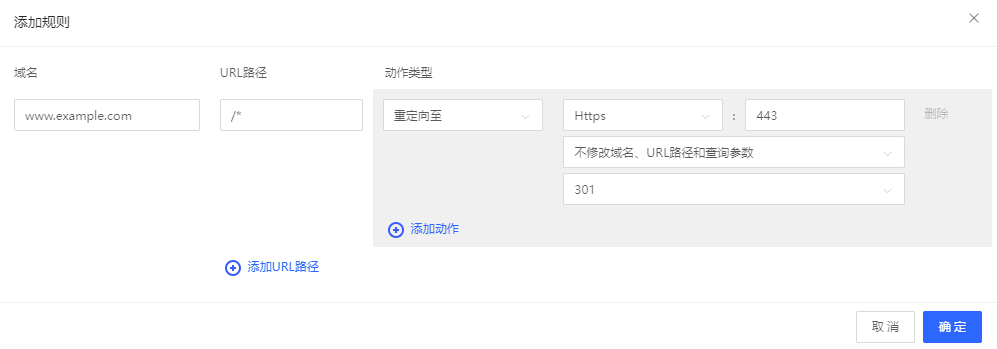 添加规则
域名 URL路径 动作类型
www.example.com /* 重定向至 Https : 443 删除
不修改域名、URL路径和查询参数
301
添加动作
添加URL路径
取消 确定